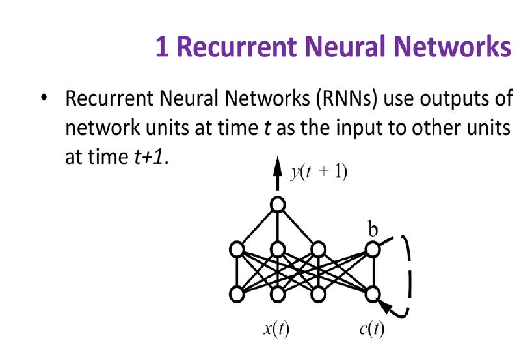 1 Recurrent Neural Networks
• Recurrent Neural Networks (RNNs) use outputs of
network units at time t as the input to other units
at time t+1.
y(t + 1)
b
x(t)
c(t)